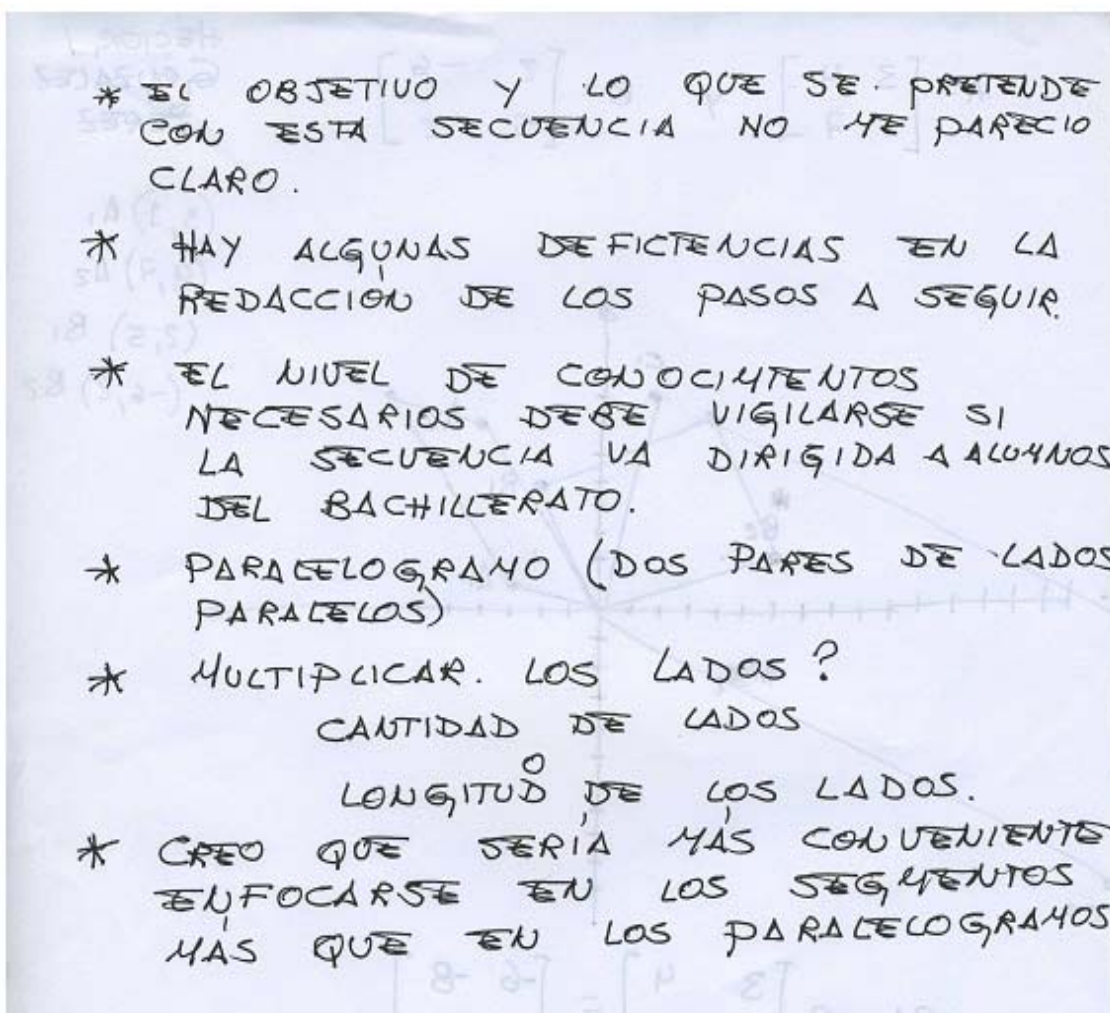 * EL OBJETIVO Y LO QUE SE PRETENDE
CON ESTA SECUENCIA NO ME PARECIO
CLARO.
* HAY ALGUNAS DEFICIENCIAS EN LA
REDACCIÓN DE LOS PASOS A SEGUIR.
* EL NIVEL DE CONOCIMIENTOS
NECESARIOS DEBE VIGILARSE SI
LA SECUENCIA VA DIRIGIDA A ALUMNOS
DEL BACHILLERATO.
* PARALELOGRAMO (DOS PARES DE LADOS
PARALELOS)
* MULTIPLICAR. LOS LADOS?
CANTIDAD DE LADOS
O
LONGITUD DE LOS LADOS.
* CREO QUE SERÍA MÁS CONVENIENTE
ENFOCARSE EN LOS SEGMENTOS
MÁS QUE EN LOS PARALELOGRAMOS